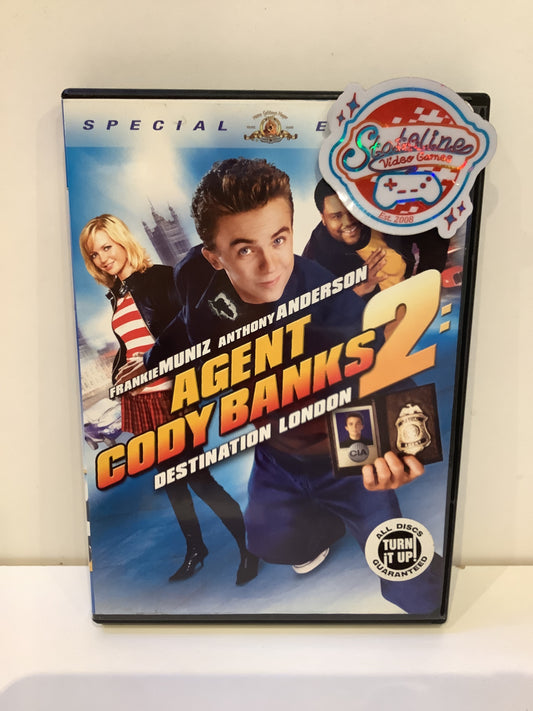 SPECIAL E
Stateline
Video Games
Est. 2008
FRANKIE MUNIZ ANTHONY ANDERSON
AGENT
CODY BANKS 2:
DESTINATION LONDON
CIA
ALL DISCS
TURN
iT UP!
GUARANTEED